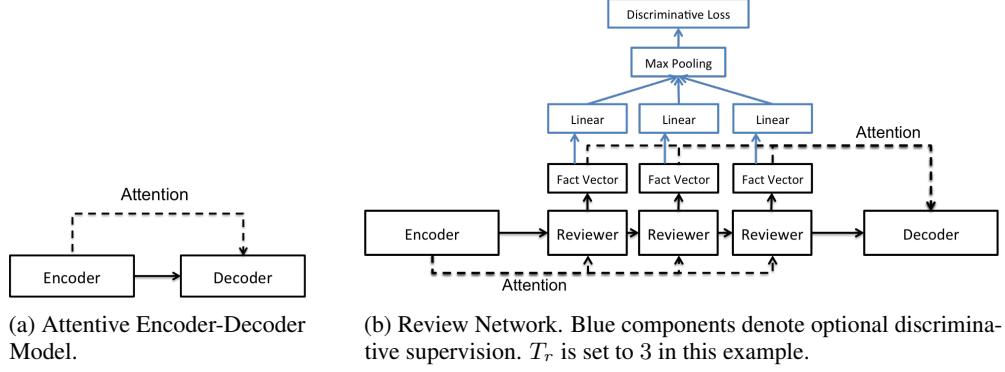 Discriminative Loss
Max Pooling
Linear
Linear
Linear
Attention
Fact Vector
Fact Vector
Fact Vector
Encoder
Reviewer
Reviewer
Reviewer
Decoder
Attention
Attention
Encoder
Decoder
(a) Attentive Encoder-Decoder
Model.
(b) Review Network. Blue components denote optional discrimina-
tive supervision. Tr is set to 3 in this example.